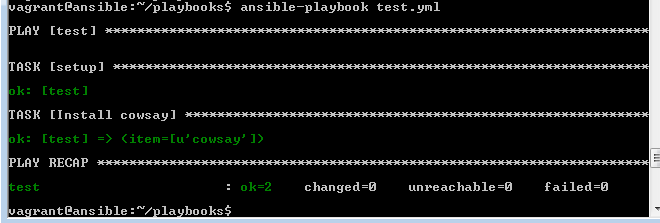 vagrant@ansible:~/playbooks$ ansible-playbook test.yml
PLAY [test] ********************************************************************
TASK [setup] *******************************************************************
ok: [test]
TASK [Install cowsay] **********************************************************
ok: [test] => (item=[u'cowsay'])
PLAY RECAP *********************************************************************
test : ok=2 changed=0 unreachable=0 failed=0
vagrant@ansible:~/playbooks$